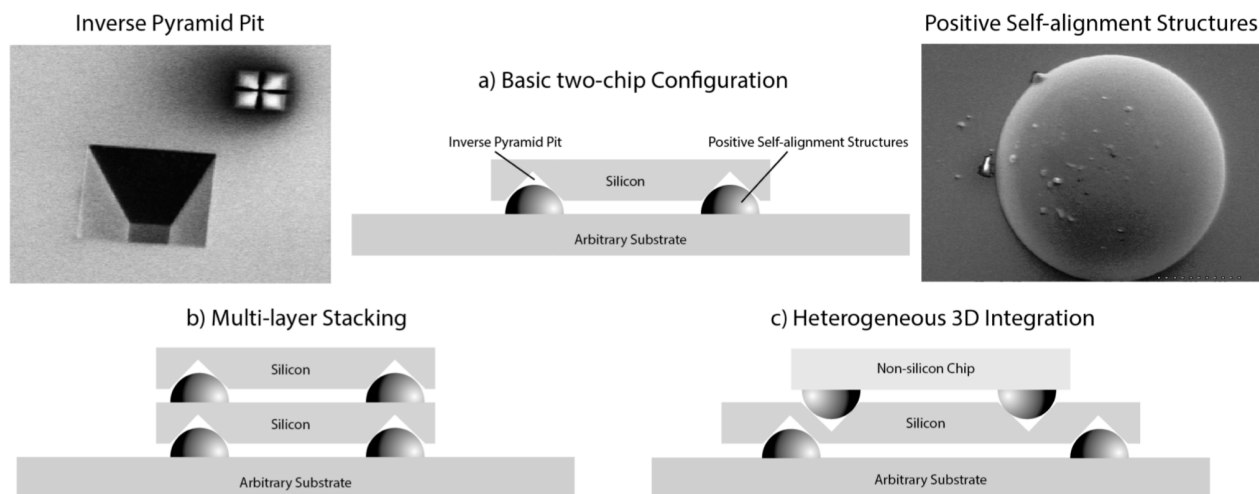 Inverse Pyramid Pit
Positive Self-alignment Structures
a) Basic two-chip Configuration
Inverse Pyramid Pit
Positive Self-alignment Structures
Silicon
Arbitrary Substrate
b) Multi-layer Stacking
Silicon
Silicon
Arbitrary Substrate
c) Heterogeneous 3D Integration
Non-silicon Chip
Silicon
Arbitrary Substrate